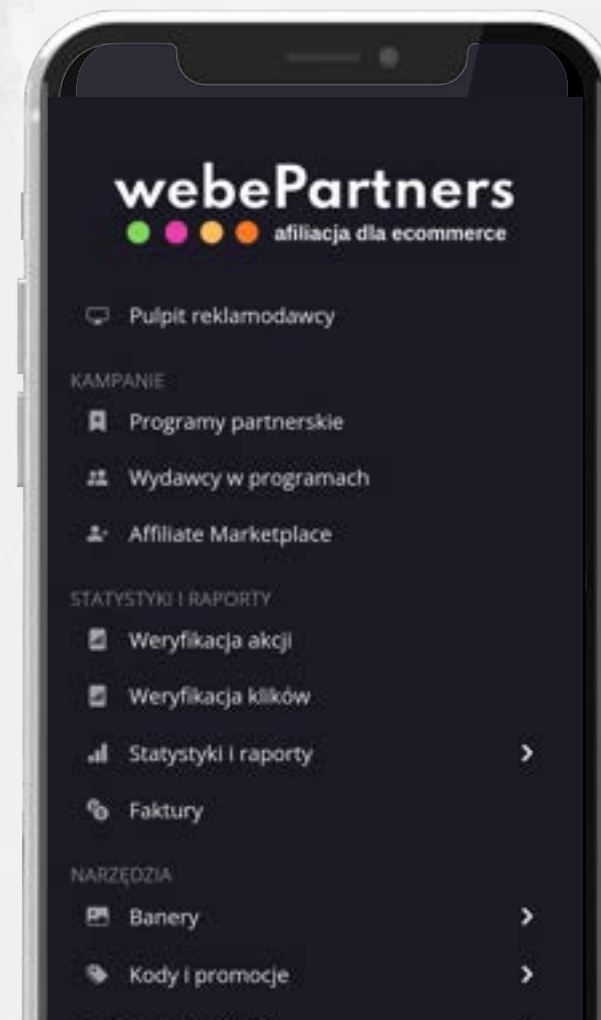 webePartners
afiliacja dla ecommerce
Pulpit reklamodawcy
KAMPANIE
Programy partnerskie
Wydawcy w programach
Affiliate Marketplace
STATYSTYKI I RAPORTY
Weryfikacja akcji
Weryfikacja klików
Statystyki i raporty
Faktury
NARZĘDZIA
Banery
Kody i promocje